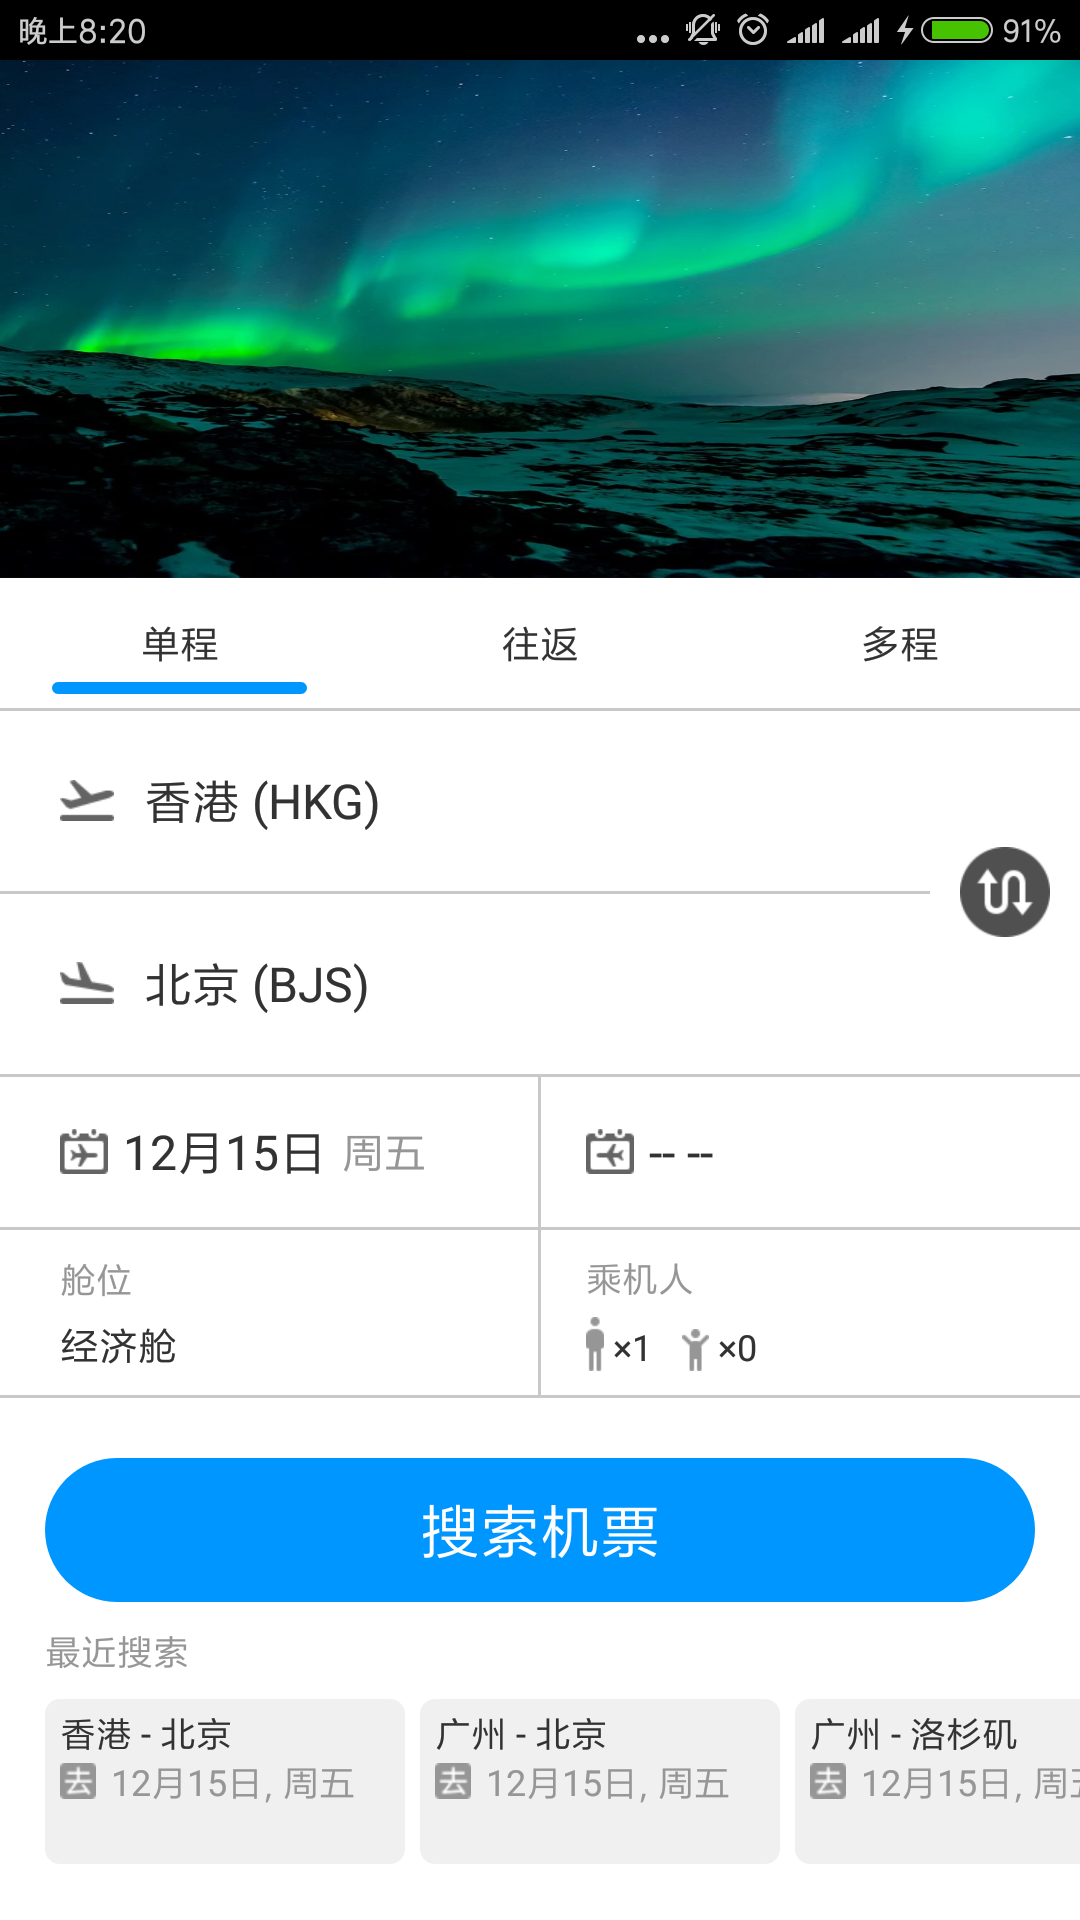 晚上8:20
91%
单程
往返
多程
香港 (HKG)
北京 (BJS)
12月15日 周五
-- --
舱位
经济舱
乘机人
×1
×0
搜索机票
最近搜索
香港 - 北京
去 12月15日, 周五
广州 - 北京
去 12月15日, 周五
广州 - 洛杉矶
去 12月15日, 周